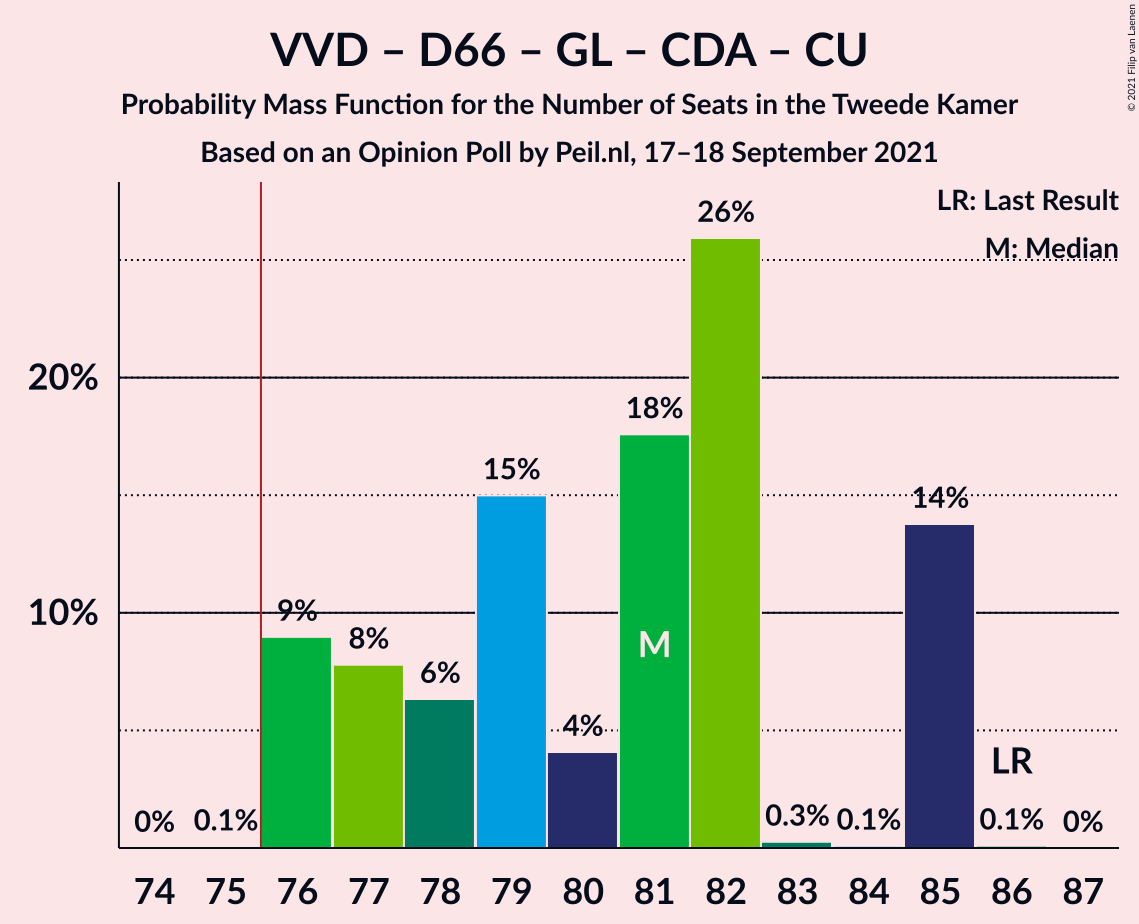 VVD – D66 – GL – CDA – CU
Probability Mass Function for the Number of Seats in the Tweede Kamer
Based on an Opinion Poll by Peil.nl, 17–18 September 2021
© 2021 Filip van Laenen
LR: Last Result
M: Median
26%
20%
18%
15%
14%
10%
9%
8%
M
6%
4%
LR
0%
0.1%
0.3%
0.1%
0.1%
0%
74 75 76 77 78 79 80 81 82 83 84 85 86 87